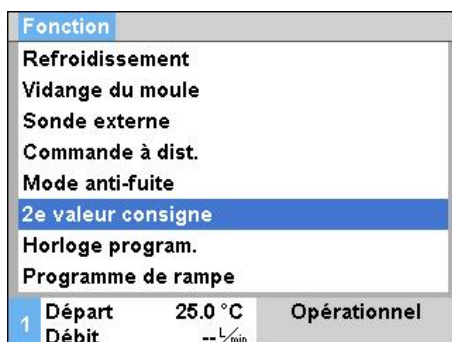 Fonction
Refroidissement
Vidange du moule
Sonde externe
Commande à dist.
Mode anti-fuite
2e valeur consigne
Horloge program.
Programme de rampe
1 Départ 25.0 °C Opérationnel
Débit -- L/min